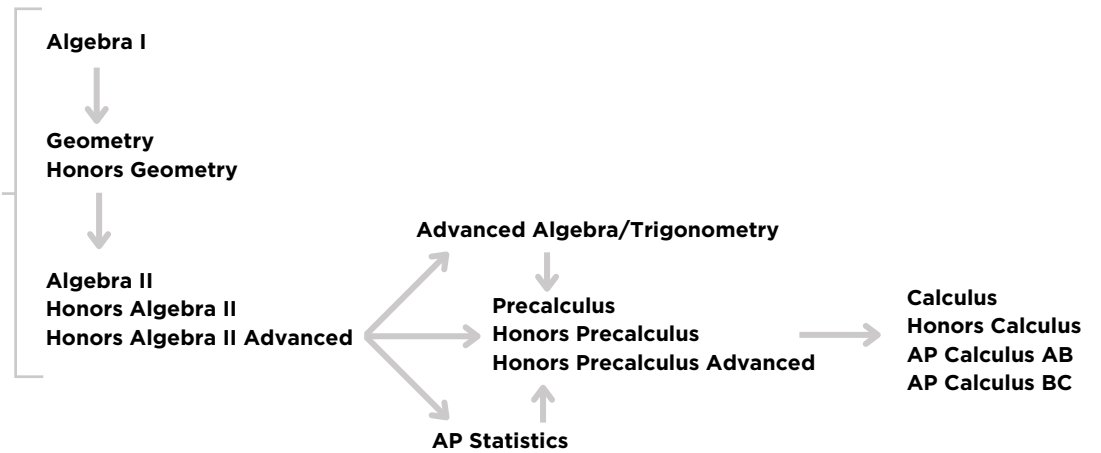 Algebra I
Geometry
Honors Geometry
Algebra II
Honors Algebra II
Honors Algebra II Advanced
Advanced Algebra/Trigonometry
Precalculus
Honors Precalculus
Honors Precalculus Advanced
AP Statistics
Calculus
Honors Calculus
AP Calculus AB
AP Calculus BC